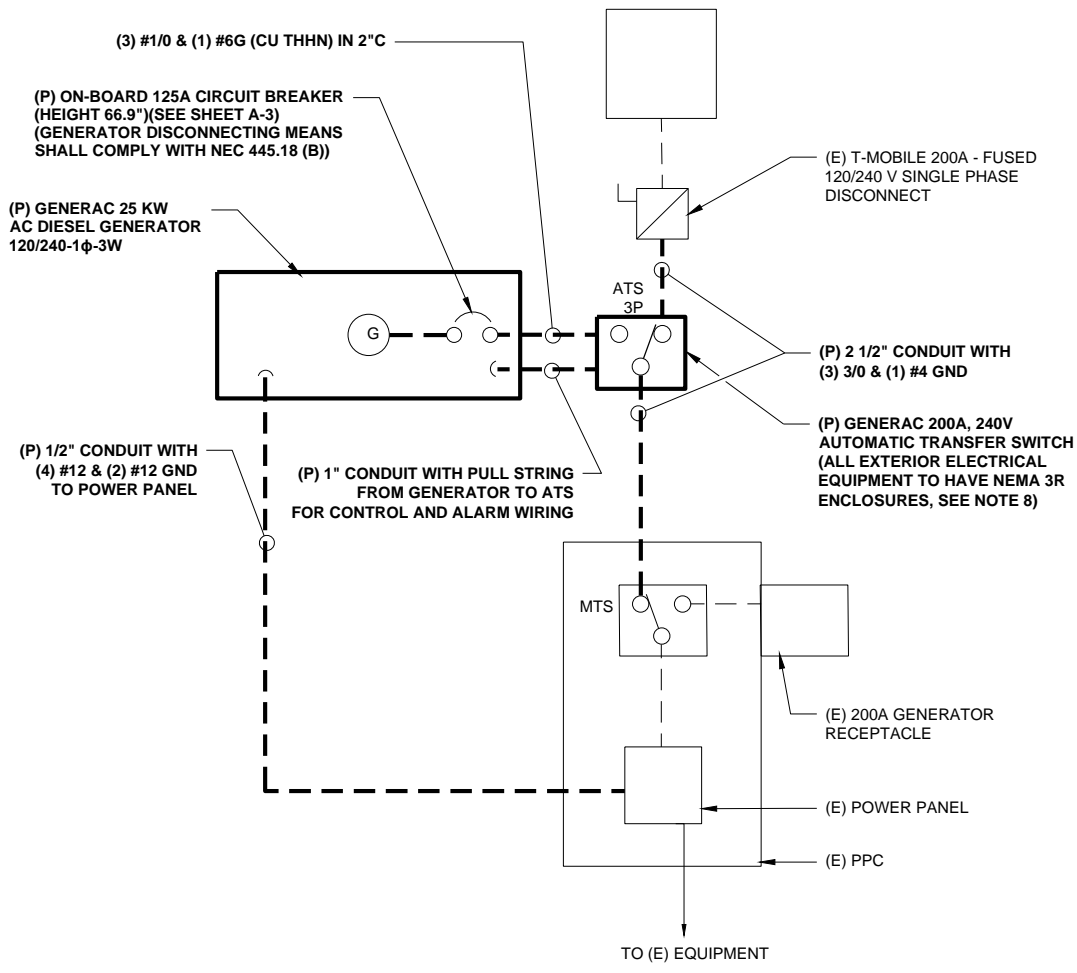 (3) #1/0 & (1) #6G (CU THHN) IN 2"C
(P) ON-BOARD 125A CIRCUIT BREAKER
(HEIGHT 66.9")(SEE SHEET A-3)
(GENERATOR DISCONNECTING MEANS
SHALL COMPLY WITH NEC 445.18 (B))
(E) T-MOBILE 200A - FUSED
120/240 V SINGLE PHASE
DISCONNECT
(P) GENERAC 25 KW
AC DIESEL GENERATOR
120/240-1ϕ-3W
ATS
3P
G
(P) 2 1/2" CONDUIT WITH
(3) 3/0 & (1) #4 GND
(P) GENERAC 200A, 240V
AUTOMATIC TRANSFER SWITCH
(ALL EXTERIOR ELECTRICAL
EQUIPMENT TO HAVE NEMA 3R
ENCLOSURES, SEE NOTE 8)
(P) 1/2" CONDUIT WITH
(4) #12 & (2) #12 GND
TO POWER PANEL
(P) 1" CONDUIT WITH PULL STRING
FROM GENERATOR TO ATS
FOR CONTROL AND ALARM WIRING
MTS
(E) 200A GENERATOR
RECEPTACLE
(E) POWER PANEL
(E) PPC
TO (E) EQUIPMENT